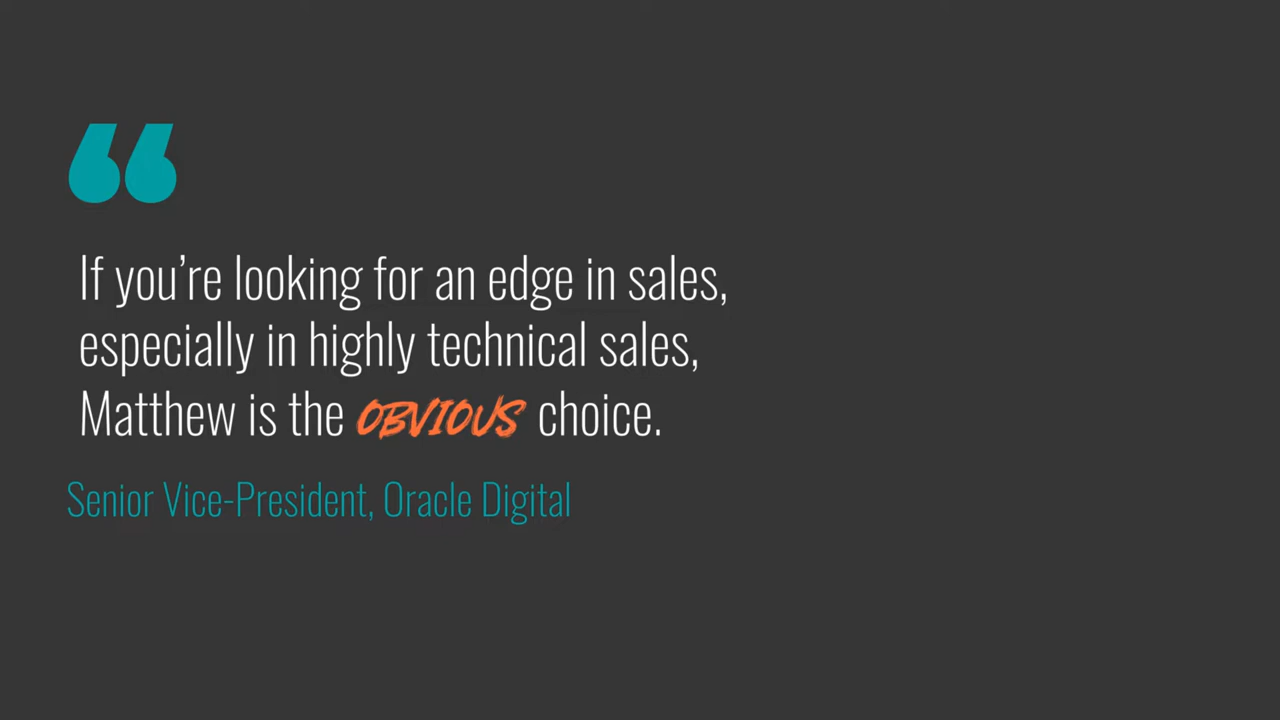 “
If you’re looking for an edge in sales,
especially in highly technical sales,
Matthew is the OBVIOUS choice.
Senior Vice-President, Oracle Digital